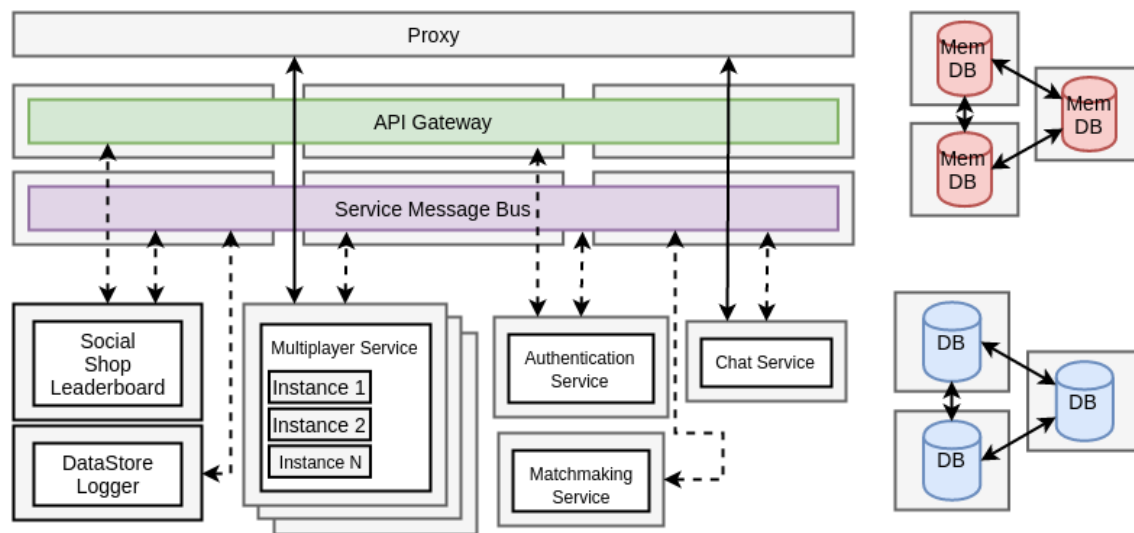 Proxy
API Gateway
Service Message Bus
Social
Shop
Leaderboard
DataStore
Logger
Multiplayer Service
Instance 1
Instance 2
Instance N
Authentication
Service
Matchmaking
Service
Chat Service
Mem
DB
Mem
DB
Mem
DB
DB
DB
DB